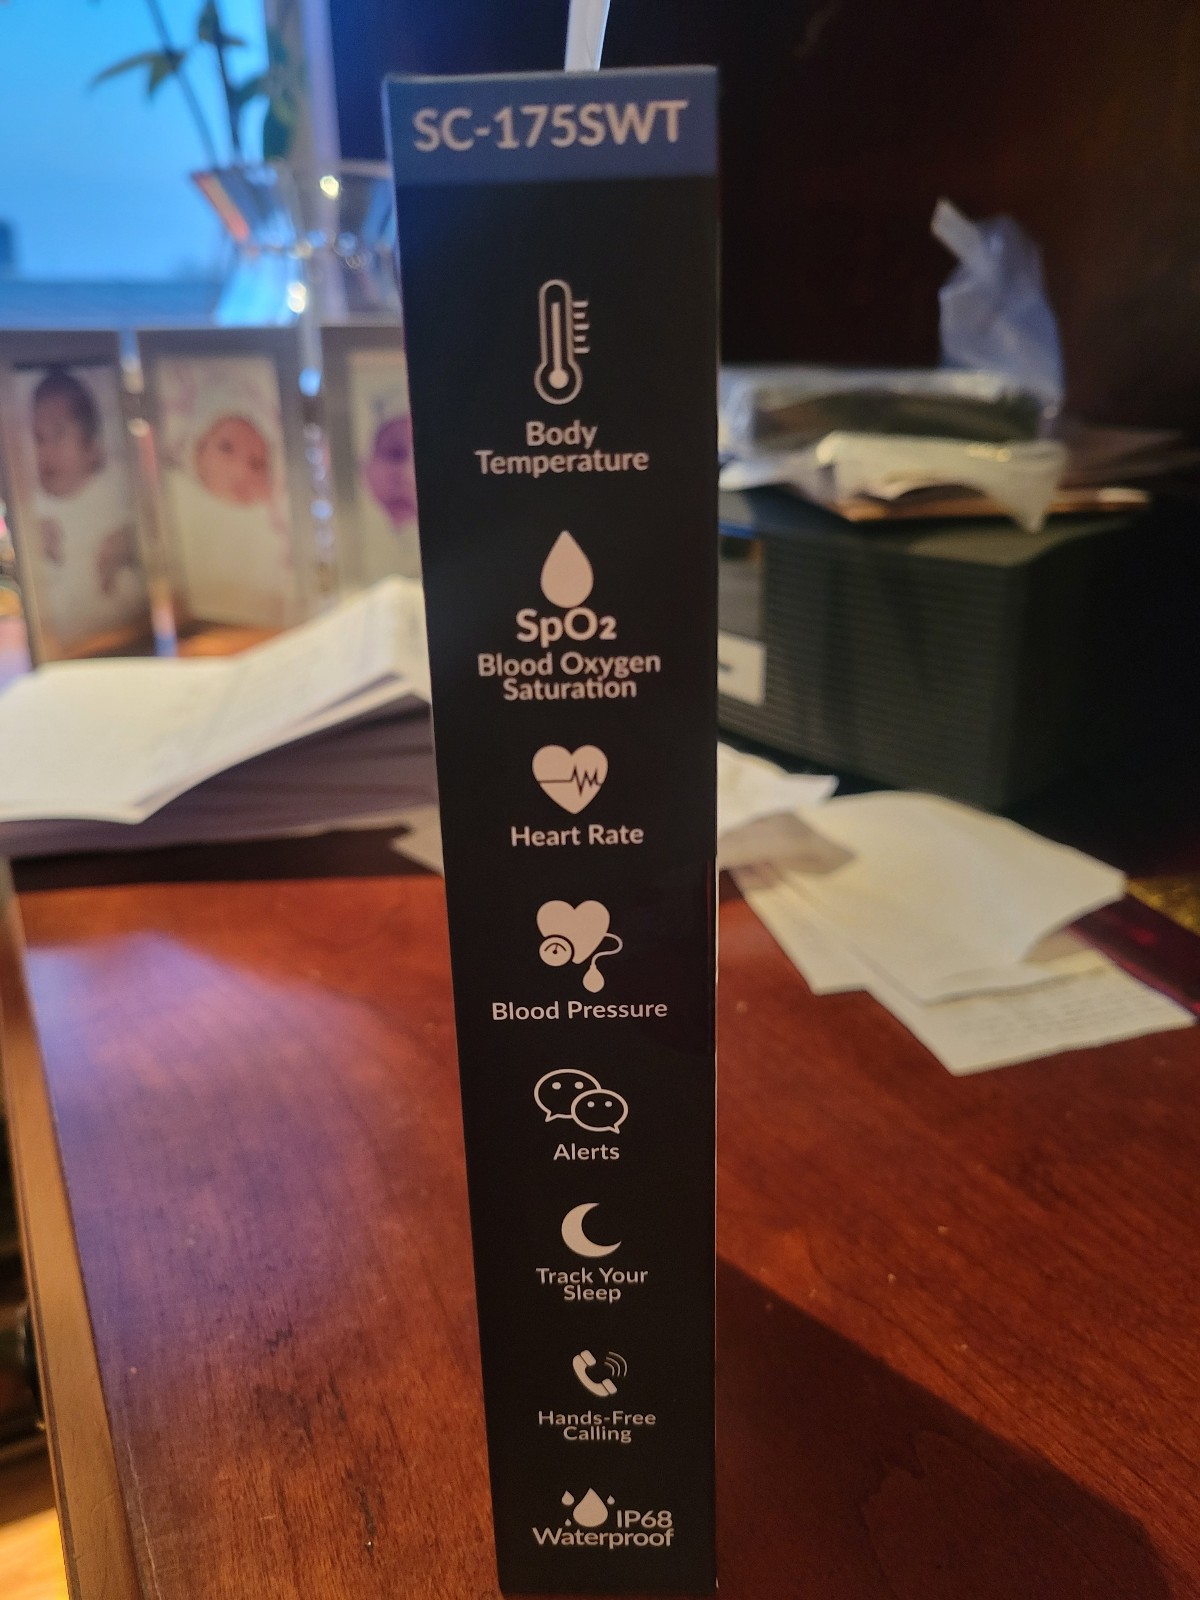 SC-175SWT
Body
Temperature
SpO2
Blood Oxygen
Saturation
Heart Rate
Blood Pressure
Alerts
Track Your
Sleep
Hands-Free
Calling
IP68
Waterproof